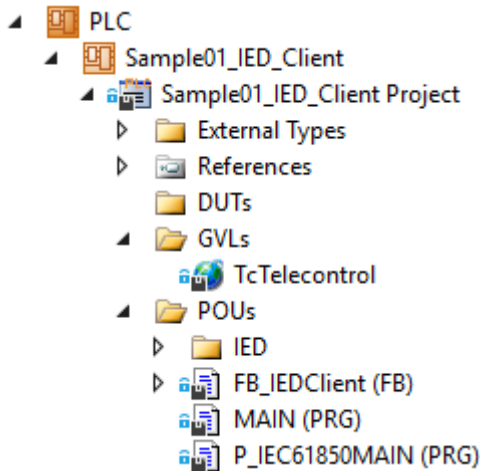 PLC
Sample01_IED_Client
Sample01_IED_Client Project
External Types
References
DUTs
GVLs
TcTelecontrol
POUs
IED
FB_IEDClient (FB)
MAIN (PRG)
P_IEC61850MAIN (PRG)